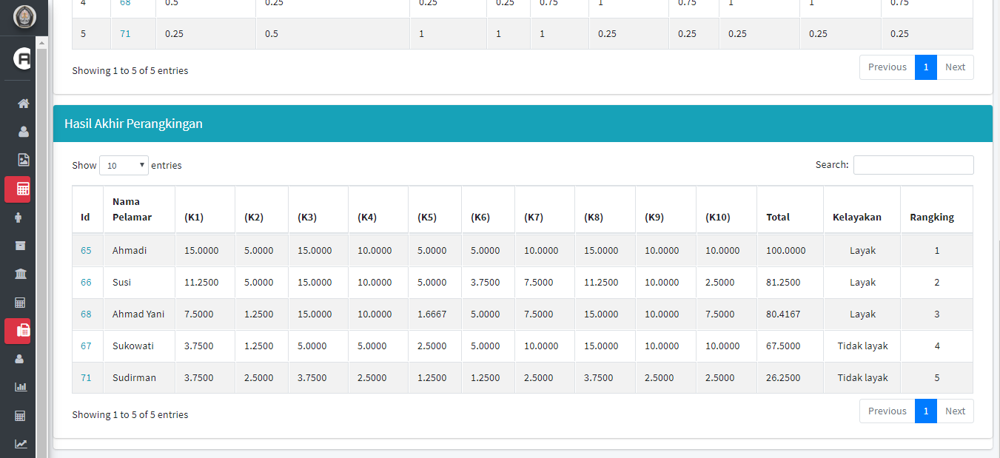 4 68 0.5 0.25 0.25 0.25 0.75 1 0.75 1 1 0.75
5 71 0.25 0.5 1 1 1 0.25 0.25 0.25 0.25 0.25
Showing 1 to 5 of 5 entries Previous 1 Next
Hasil Akhir Perangkingan
Show 10 entries Search:
Id Nama Pelamar (K1) (K2) (K3) (K4) (K5) (K6) (K7) (K8) (K9) (K10) Total Kelayakan Rangking
65 Ahmadi 15.0000 5.0000 15.0000 10.0000 5.0000 5.0000 10.0000 15.0000 10.0000 10.0000 100.0000 Layak 1
66 Susi 11.2500 5.0000 15.0000 10.0000 5.0000 3.7500 7.5000 11.2500 10.0000 2.5000 81.2500 Layak 2
68 Ahmad Yani 7.5000 1.2500 15.0000 10.0000 1.6667 5.0000 7.5000 15.0000 10.0000 7.5000 80.4167 Layak 3
67 Sukowati 3.7500 1.2500 5.0000 5.0000 2.5000 5.0000 10.0000 15.0000 10.0000 10.0000 67.5000 Tidak layak 4
71 Sudirman 3.7500 2.5000 3.7500 2.5000 1.2500 1.2500 2.5000 3.7500 2.5000 2.5000 26.2500 Tidak layak 5
Showing 1 to 5 of 5 entries Previous 1 Next